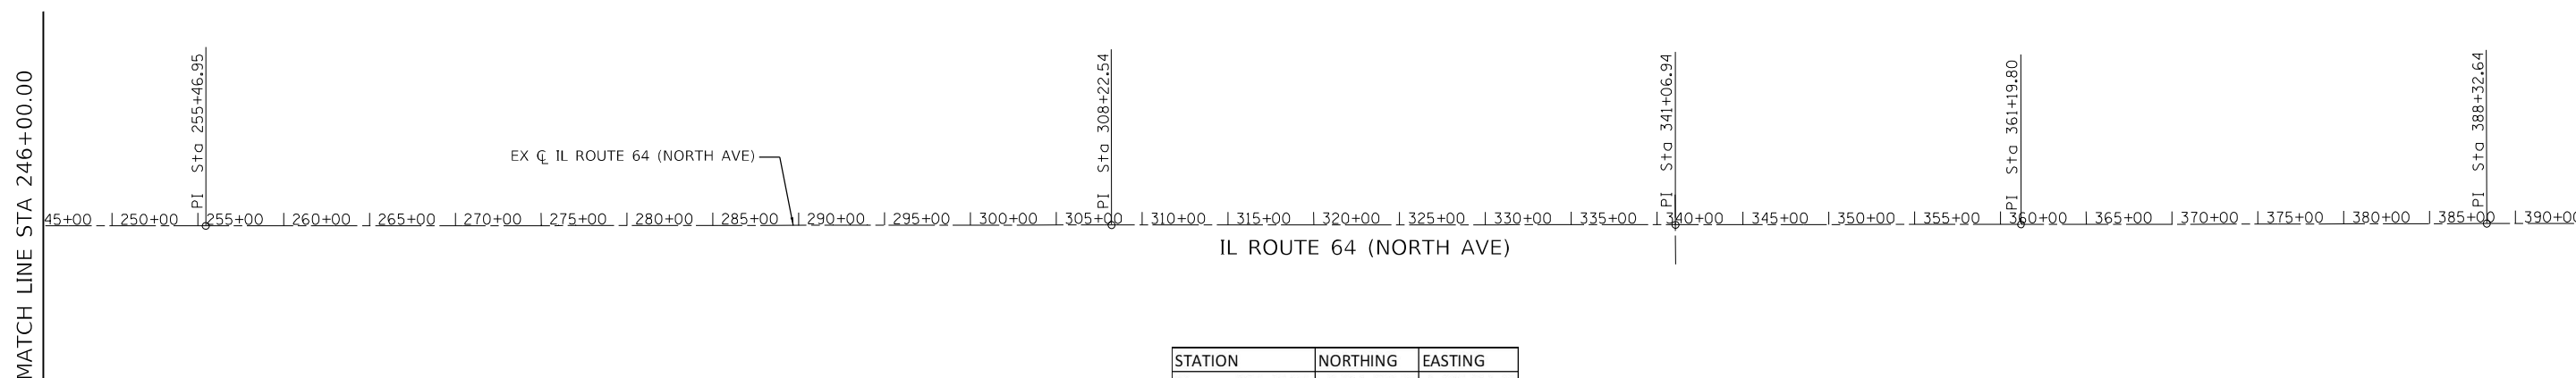 MATCH LINE STA 246+00.00
PI Sta 255+46.95
PI Sta 308+22.54
PI Sta 341+06.94
PI Sta 361+19.80
PI Sta 388+32.64
EX ℄ IL ROUTE 64 (NORTH AVE)
45+00 250+00 255+00 260+00 265+00 270+00 275+00 280+00 285+00 290+00 295+00 300+00 305+00 310+00 315+00 320+00 325+00 330+00 335+00 340+00 345+00 350+00 355+00 360+00 365+00 370+00 375+00 380+00 385+00 390+00
IL ROUTE 64 (NORTH AVE)
STATION NORTHING EASTING